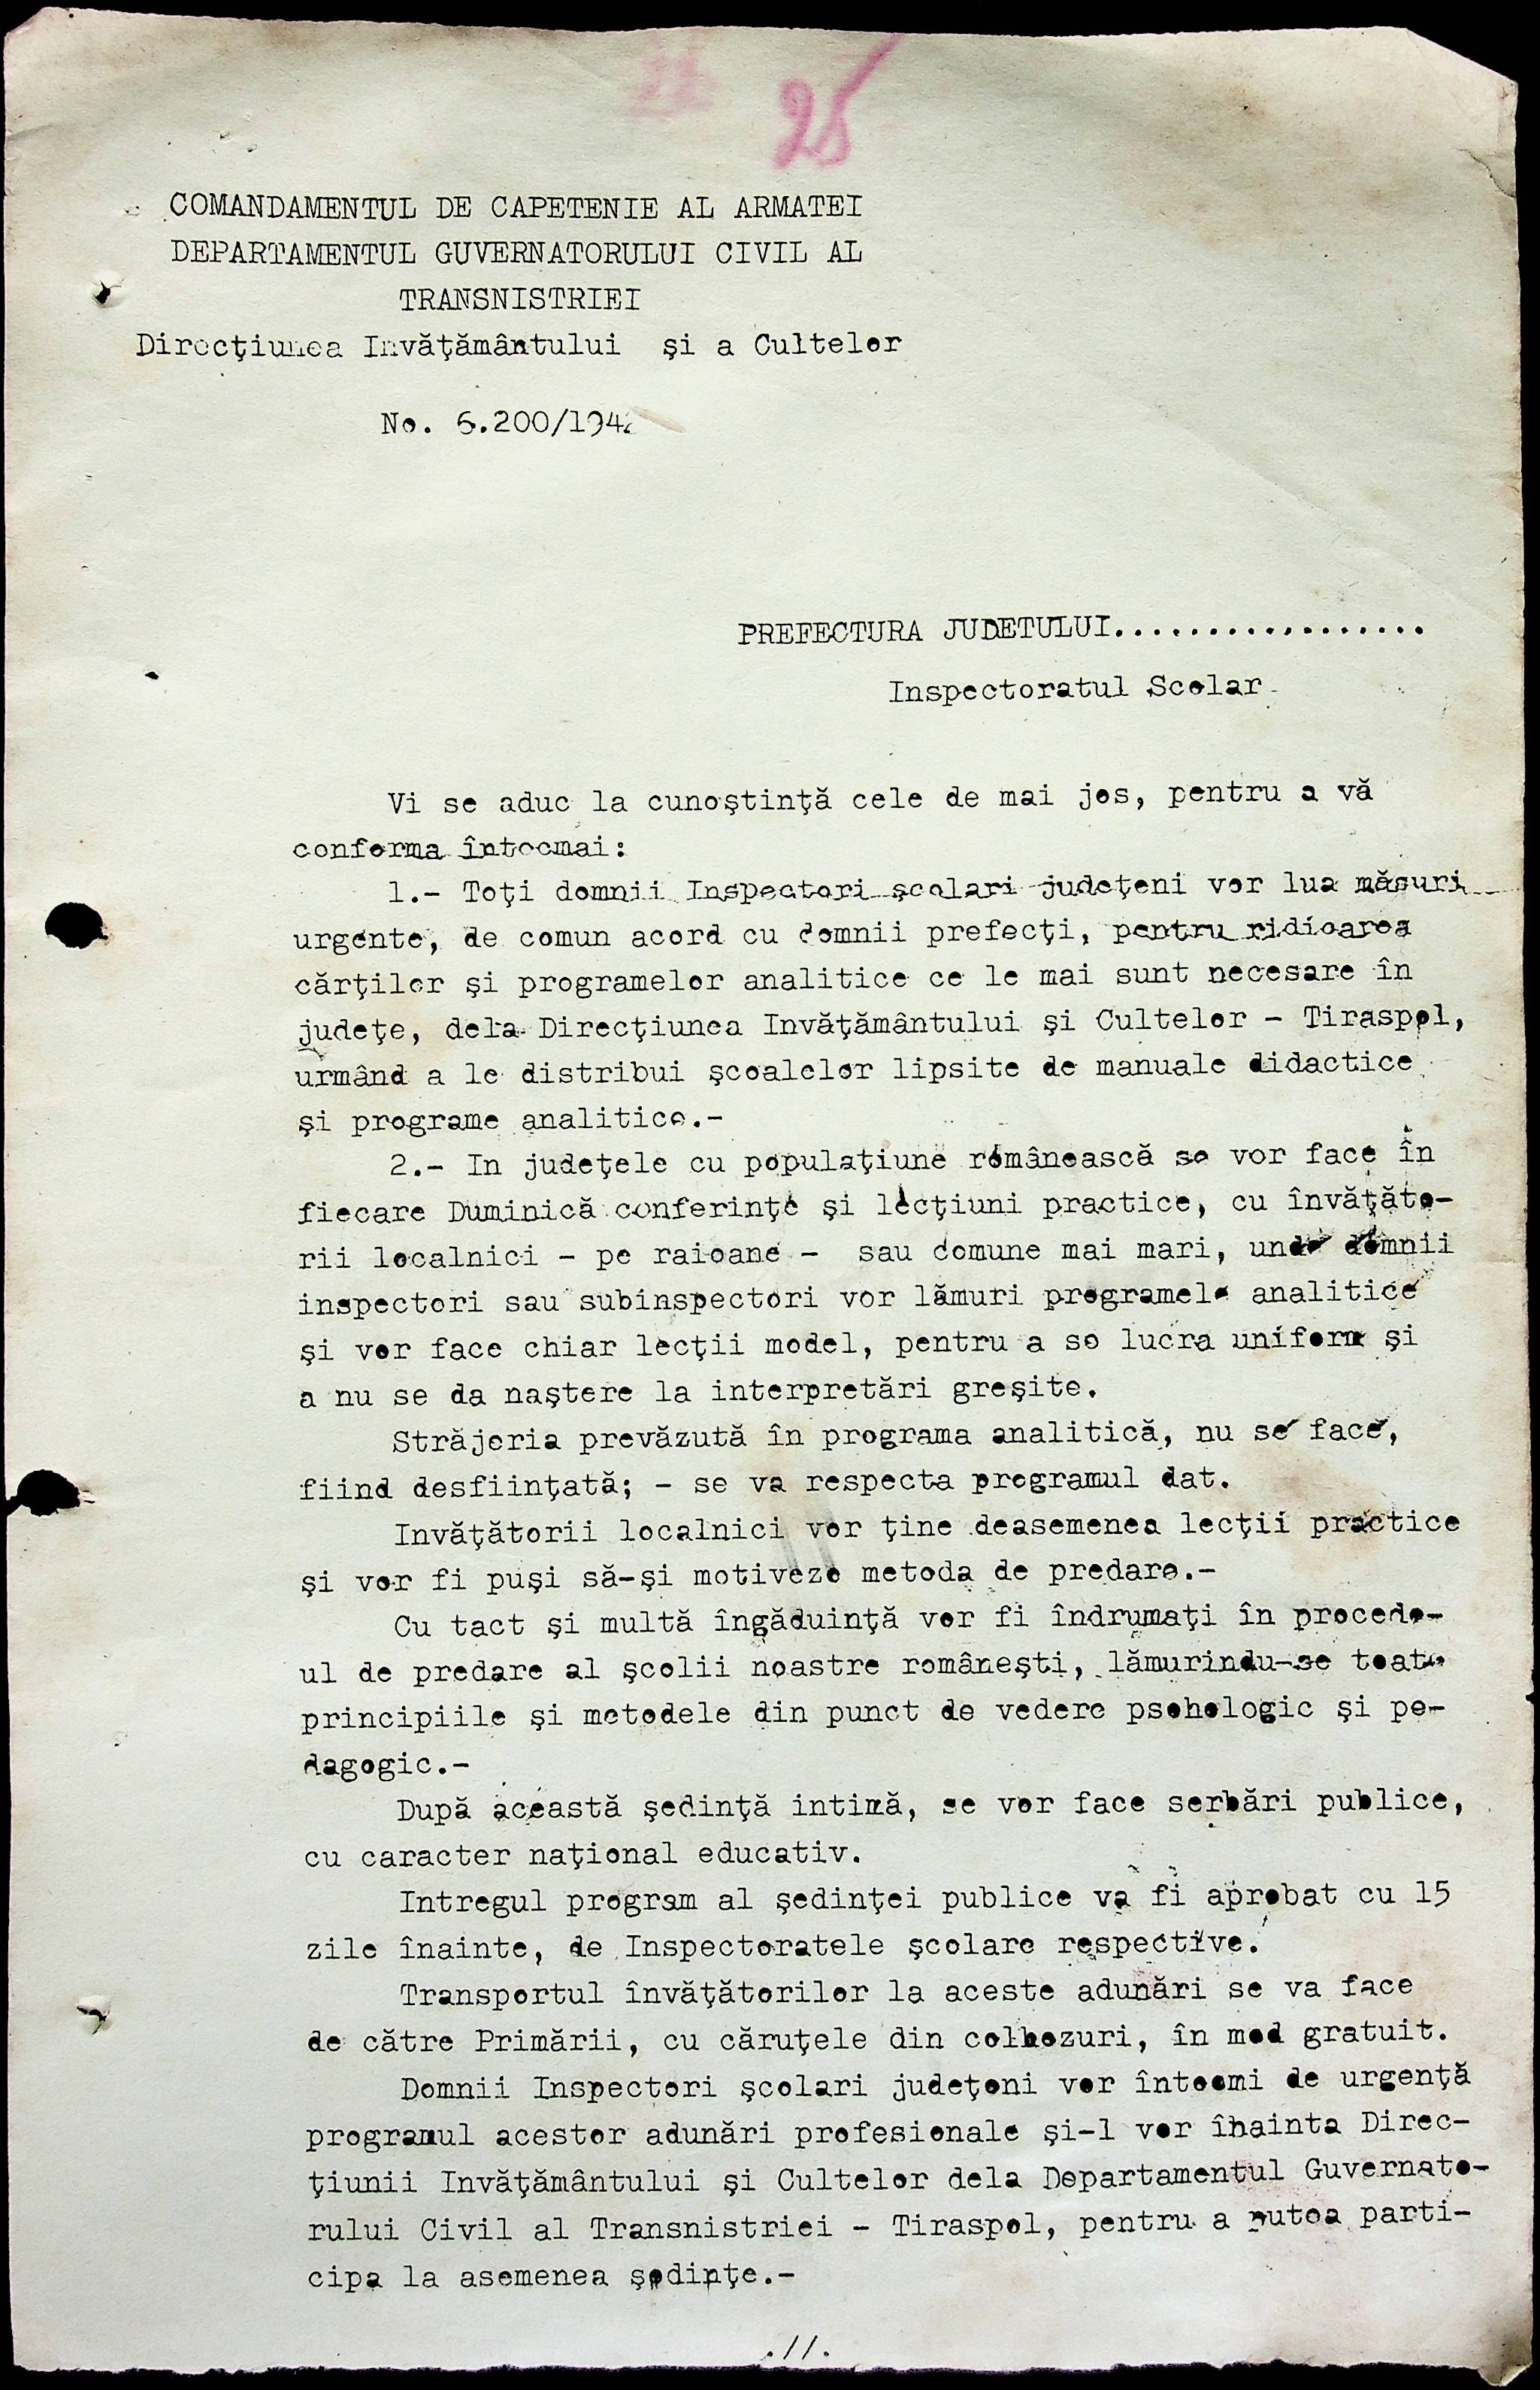 25
COMANDAMENTUL DE CAPETENIE AL ARMATEI
DEPARTAMENTUL GUVERNATORULUI CIVIL AL
TRANSNISTRIEI
Direcţiunea Invăţământului şi a Cultelor
No. 6.200/194
PREFECTURA JUDETULUI..................
Inspectoratul Scolar
Vi se aduc la cunoştinţă cele de mai jos, pentru a vă
conforma întocmai:
1.- Toţi domnii Inspectori şcolari judeţeni vor lua măsuri
urgente, de comun acord cu domnii prefecţi, pentru ridicarea
cărţilor şi programelor analitice ce le mai sunt necesare în
judeţe, dela Direcţiunea Invăţământului şi Cultelor - Tiraspol,
urmând a le distribui şcoalelor lipsite de manuale didactice
şi programe analitice.-
2.- In judeţele cu populaţiune românească se vor face în
fiecare Duminică conferinţe şi lecţiuni practice, cu învăţăto-
rii localnici - pe raioane - sau comune mai mari, unde domnii
inspectori sau subinspectori vor lămuri programele analitice
şi vor face chiar lecţii model, pentru a se lucra uniform şi
a nu se da naştere la interpretări greşite.
Străjeria prevăzută în programa analitică, nu se face,
fiind desfiinţată; - se va respecta programul dat.
Invăţătorii localnici vor ţine deasemenea lecţii practice
şi vor fi puşi să-şi motiveze metoda de predare.-
Cu tact şi multă îngăduinţă vor fi îndrumaţi în procede-
ul de predare al şcolii noastre româneşti, lămurindu-se toate
principiile şi metodele din punct de vedere psohologic şi pe-
dagogic.-
După această şedinţă intimă, se vor face serbări publice,
cu caracter naţional educativ.
Intregul program al şedinţei publice va fi aprobat cu 15
zile înainte, de Inspectoratele şcolare respective.
Transportul învăţătorilor la aceste adunări se va face
de către Primării, cu căruţele din colhozuri, în mod gratuit.
Domnii Inspectori şcolari judeţeni vor întocmi de urgenţă
programul acestor adunări profesionale şi-l vor înainta Direc-
ţiunii Invăţământului şi Cultelor dela Departamentul Guvernato-
rului Civil al Transnistriei - Tiraspol, pentru a putea parti-
cipa la asemenea şedinţe.-
.//.